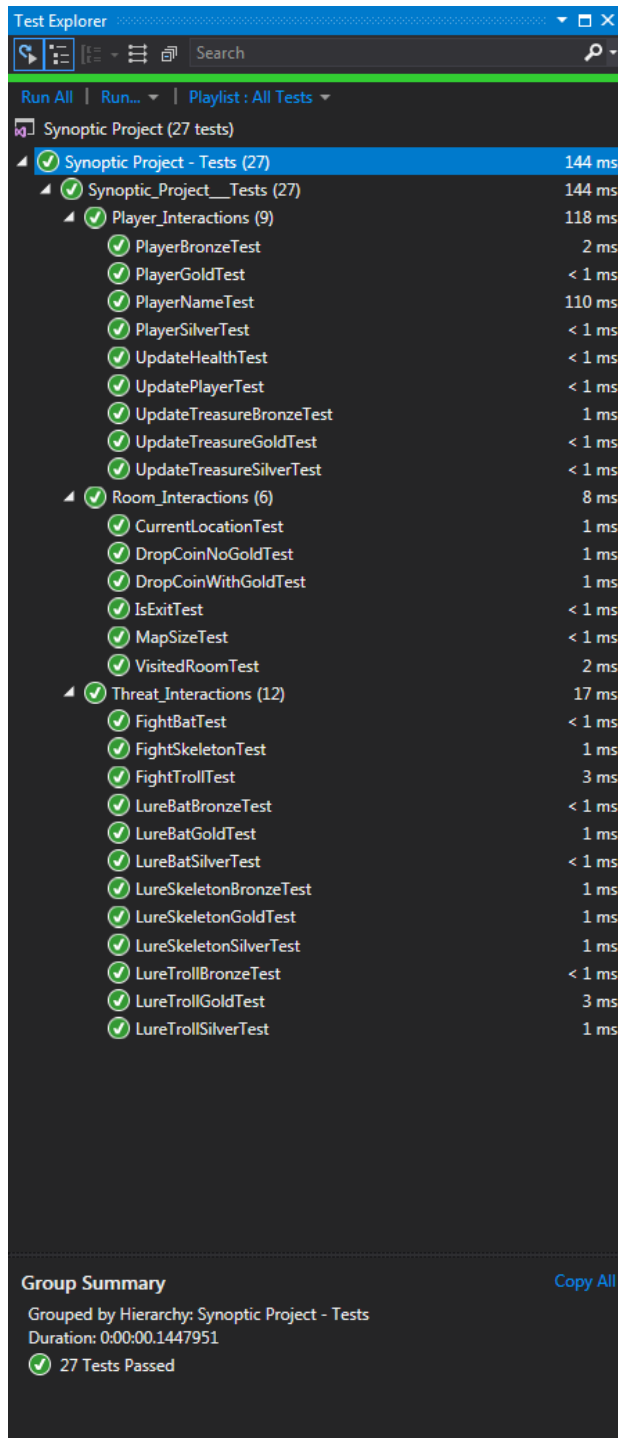 Test Explorer
Search
Run All | Run... | Playlist : All Tests
Synoptic Project (27 tests)
Synoptic Project - Tests (27) 144 ms
Synoptic_Project__Tests (27) 144 ms
Player_Interactions (9) 118 ms
PlayerBronzeTest 2 ms
PlayerGoldTest < 1 ms
PlayerNameTest 110 ms
PlayerSilverTest < 1 ms
UpdateHealthTest < 1 ms
UpdatePlayerTest < 1 ms
UpdateTreasureBronzeTest 1 ms
UpdateTreasureGoldTest < 1 ms
UpdateTreasureSilverTest < 1 ms
Room_Interactions (6) 8 ms
CurrentLocationTest 1 ms
DropCoinNoGoldTest 1 ms
DropCoinWithGoldTest 1 ms
IsExitTest < 1 ms
MapSizeTest < 1 ms
VisitedRoomTest 2 ms
Threat_Interactions (12) 17 ms
FightBatTest < 1 ms
FightSkeletonTest 1 ms
FightTrollTest 3 ms
LureBatBronzeTest < 1 ms
LureBatGoldTest 1 ms
LureBatSilverTest < 1 ms
LureSkeletonBronzeTest 1 ms
LureSkeletonGoldTest 1 ms
LureSkeletonSilverTest 1 ms
LureTrollBronzeTest < 1 ms
LureTrollGoldTest 3 ms
LureTrollSilverTest 1 ms
Group Summary Copy All
Grouped by Hierarchy: Synoptic Project - Tests
Duration: 0:00:00.1447951
27 Tests Passed